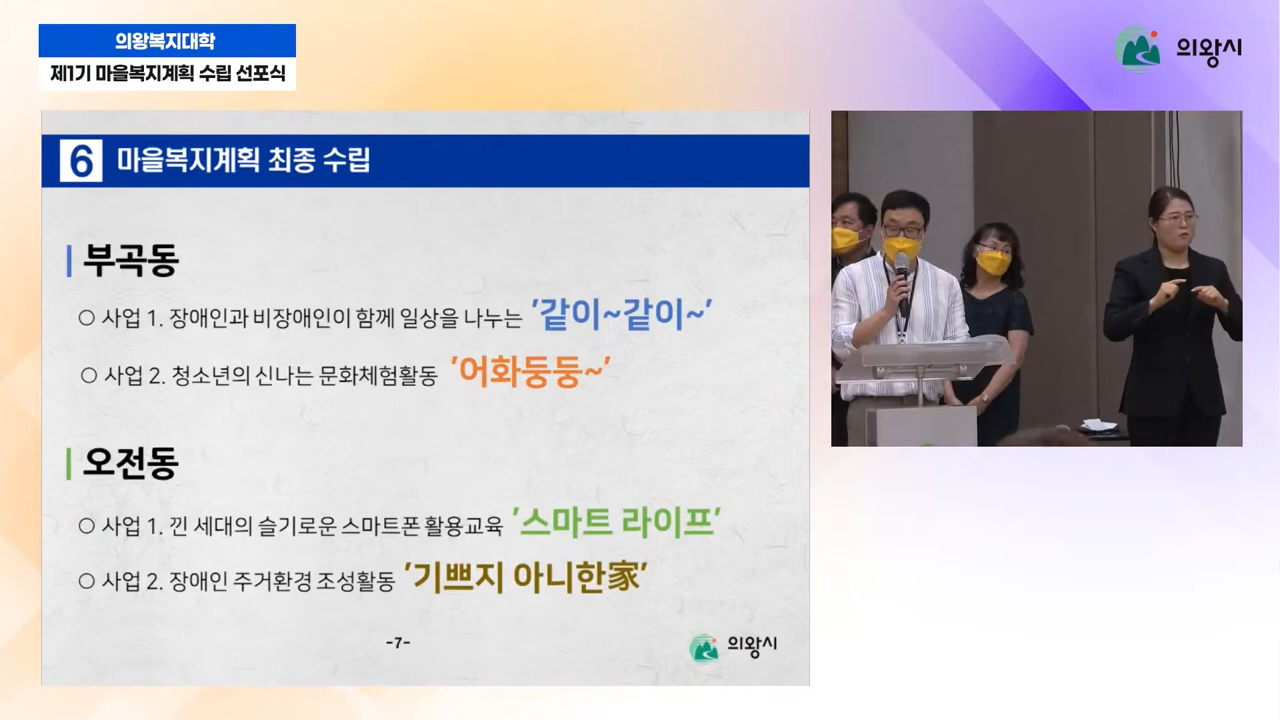 의왕복지대학
제1기 마을복지계획 수립 선포식
의왕시
6 마을복지계획 최종 수립
부곡동
○ 사업 1. 장애인과 비장애인이 함께 일상을 나누는 '같이~같이~'
○ 사업 2. 청소년의 신나는 문화체험활동 '어화둥둥~'
오전동
○ 사업 1. 낀 세대의 슬기로운 스마트폰 활용교육 '스마트 라이프'
○ 사업 2. 장애인 주거환경 조성활동 '기쁘지 아니한家'
-7-
의왕시